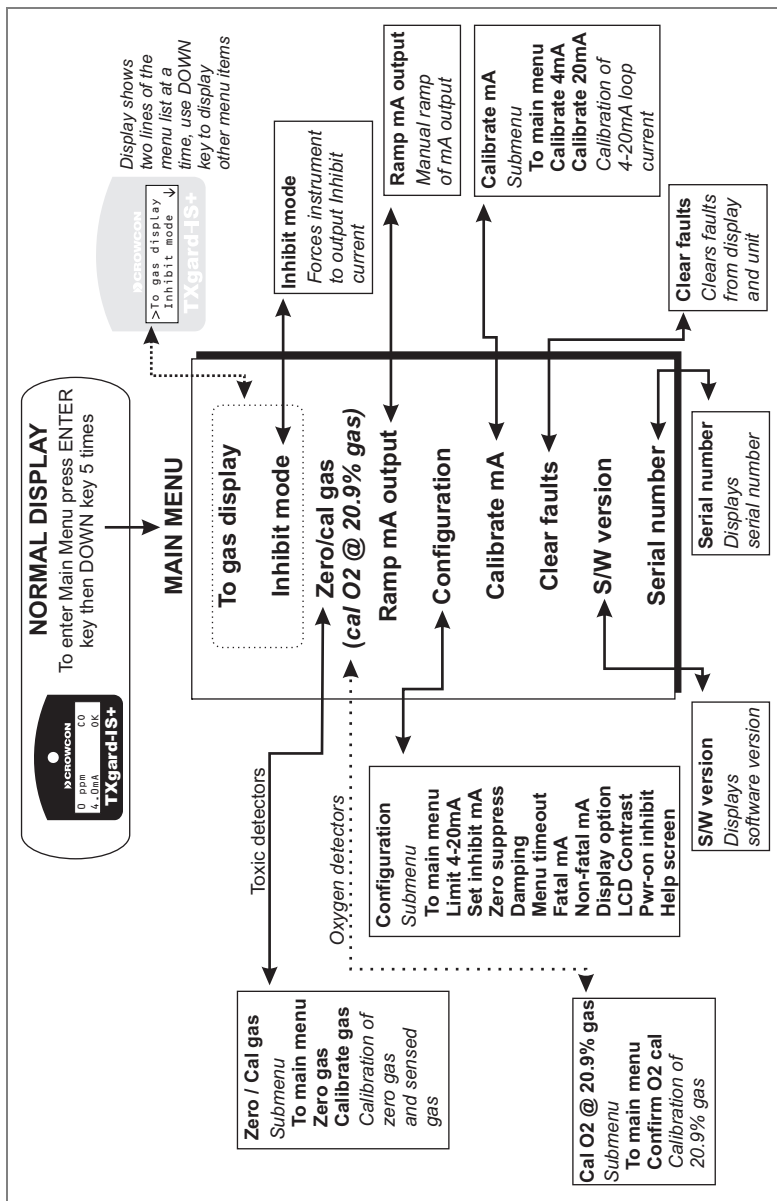 NORMAL DISPLAY
To enter Main Menu press ENTER
key then DOWN key 5 times
CROWCON
0 ppm CO
4.0mA OK
TXgard-IS+
Display shows
two lines of the
menu list at a
time, use DOWN
key to display
other menu items
CROWCON
>To gas display
Inhibit mode ↓
TXgard-IS+
MAIN MENU
To gas display
Inhibit mode
Zero/cal gas
(cal O2 @ 20.9% gas)
Ramp mA output
Configuration
Calibrate mA
Clear faults
S/W version
Serial number
Toxic detectors
Oxygen detectors
Zero / Cal gas
Submenu
To main menu
Zero gas
Calibrate gas
Calibration of
zero gas
and sensed
gas
Cal O2 @ 20.9% gas
Submenu
To main menu
Confirm O2 cal
Calibration of
20.9% gas
Configuration
Submenu
To main menu
Limit 4-20mA
Set inhibit mA
Zero suppress
Damping
Menu timeout
Fatal mA
Non-fatal mA
Display option
LCD Contrast
Pwr-on inhibit
Help screen
S/W version
Displays
software version
Inhibit mode
Forces instrument
to output Inhibit
current
Ramp mA output
Manual ramp
of mA output
Calibrate mA
Submenu
To main menu
Calibrate 4mA
Calibrate 20mA
Calibration of
4-20mA loop
current
Clear faults
Clears faults
from display
and unit
Serial number
Displays
serial number